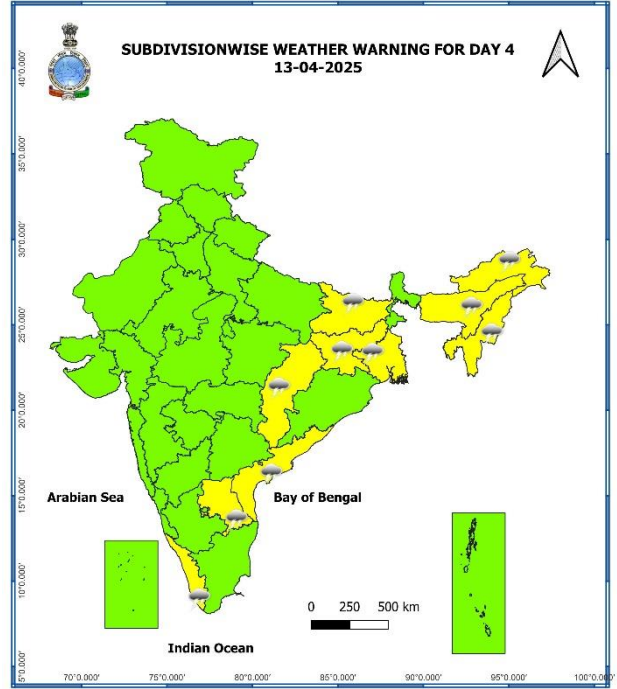 SUBDIVISIONWISE WEATHER WARNING FOR DAY 4
13-04-2025
40°0.000'
35°0.000'
30°0.000'
25°0.000'
20°0.000'
15°0.000'
10°0.000'
5°0.000'
Arabian Sea
Bay of Bengal
0 250 500 km
Indian Ocean
70°0.000' 75°0.000' 80°0.000' 85°0.000' 90°0.000' 95°0.000' 100°0.000'